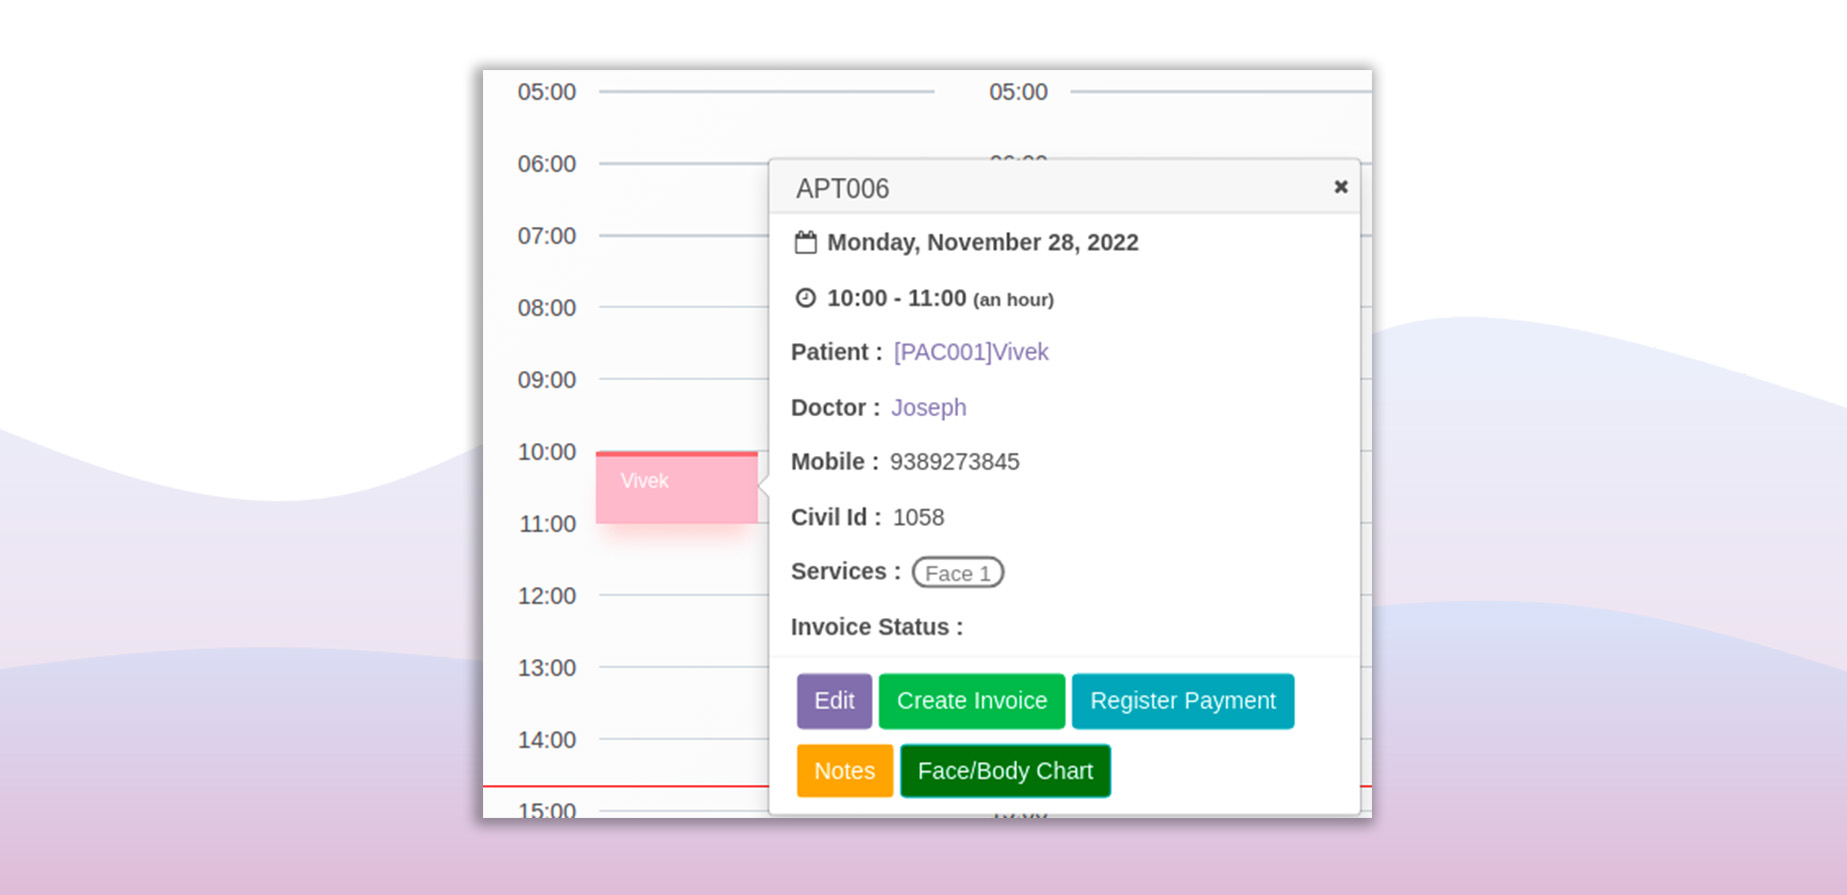 05:00
06:00
07:00
08:00
09:00
10:00
Vivek
11:00
12:00
13:00
14:00
15:00
05:00
APT006 ✖
Monday, November 28, 2022
10:00 - 11:00 (an hour)
Patient : [PAC001]Vivek
Doctor : Joseph
Mobile : 9389273845
Civil Id : 1058
Services : Face 1
Invoice Status :
Edit Create Invoice Register Payment
Notes Face/Body Chart